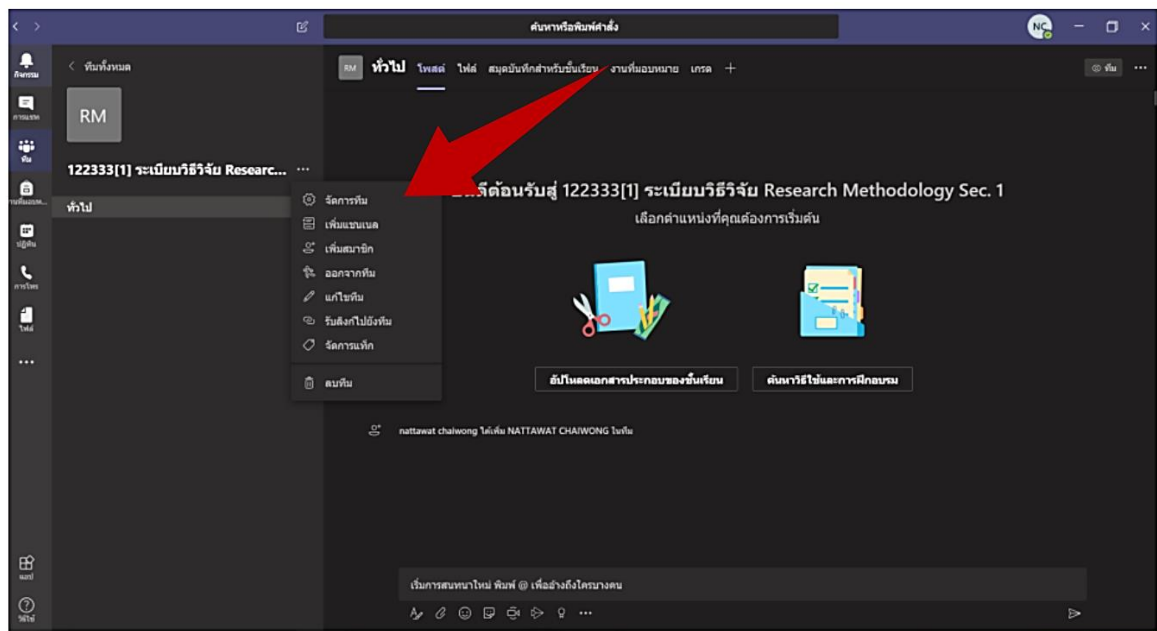 ค้นหาหรือพิมพ์คำสั่ง
NC
กิจกรรม
การแชท
ทีม
ปฏิทิน
การโทร
ไฟล์
แอป
วิธีใช้
ทีมทั้งหมด
RM
122333[1] ระเบียบวิธีวิจัย Researc... ...
ทั่วไป
จัดการทีม
เพิ่มแชนเนล
เพิ่มสมาชิก
ออกจากทีม
แก้ไขทีม
รับลิงก์ไปยังทีม
จัดการแท็ก
ลบทีม
RM ทั่วไป โพสต์ ไฟล์ สมุดบันทึกสำหรับชั้นเรียน งานที่มอบหมาย เกรด +
ทีม ...
ดีต้อนรับสู่ 122333[1] ระเบียบวิธีวิจัย Research Methodology Sec. 1
เลือกตำแหน่งที่คุณต้องการเริ่มต้น
อัปโหลดเอกสารประกอบของชั้นเรียน
ค้นหาวิธีใช้และการฝึกอบรม
nattawat chaiwong ได้เพิ่ม NATTAWAT CHAIWONG ในทีม
เริ่มการสนทนาใหม่ พิมพ์ @ เพื่ออ้างถึงใครบางคน